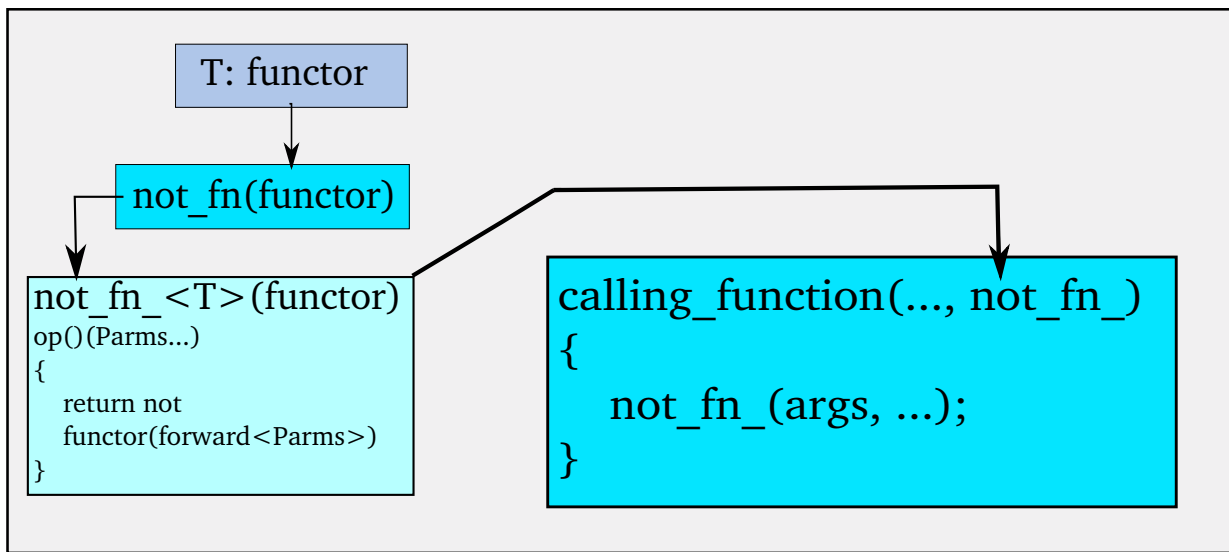 T: functor
not_fn(functor)
not_fn_<T>(functor)
op()(Parms...)
{
return not
functor(forward<Parms>)
}
calling_function(..., not_fn_)
{
not_fn_(args, ...);
}